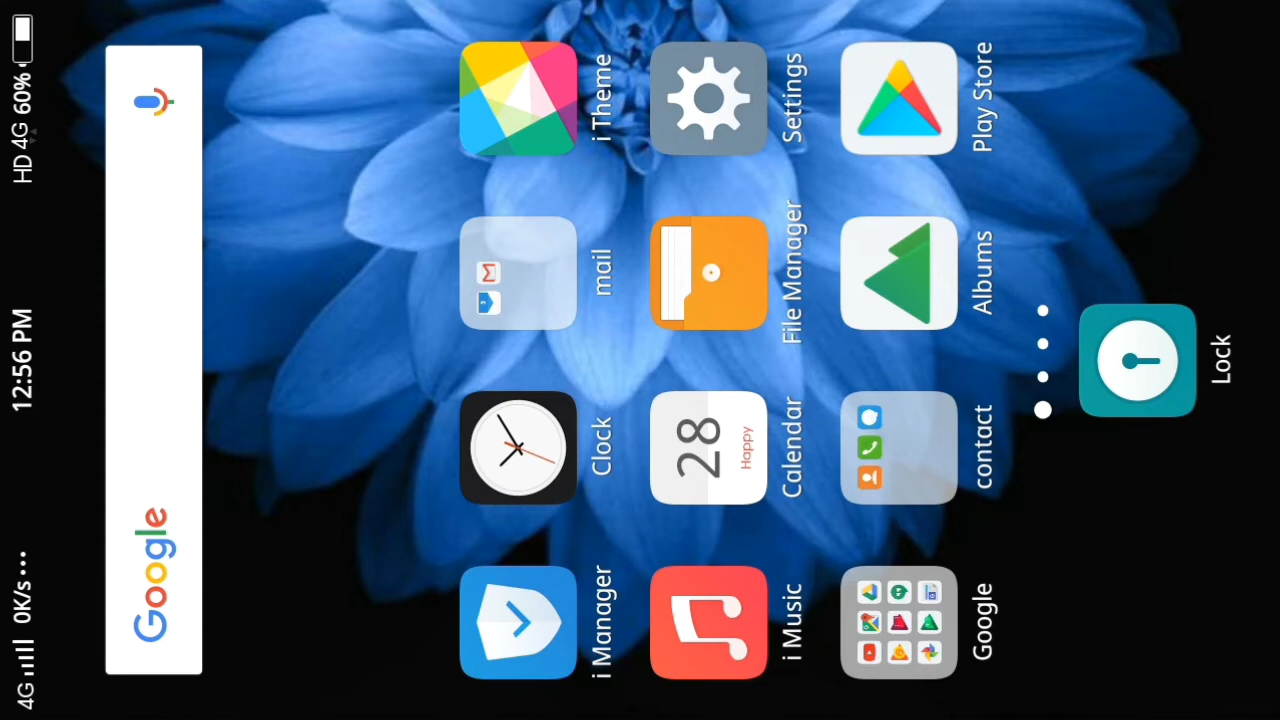 4G 0K/s ... 12:56 PM HD 4G 60%
Google
i Manager Clock mail i Theme
28
Happy
i Music Calendar File Manager Settings
Google contact Albums Play Store
Lock